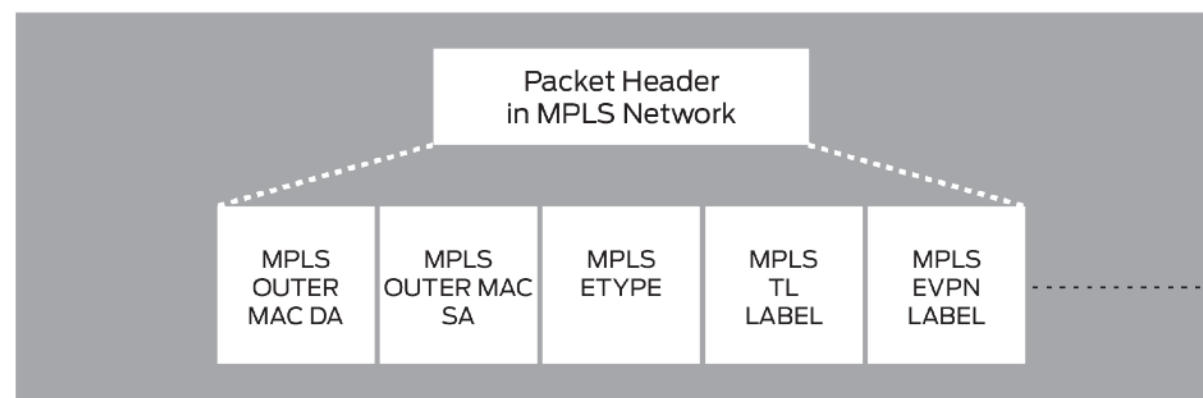 Packet Header
in MPLS Network
MPLS
OUTER
MAC DA
MPLS
OUTER MAC
SA
MPLS
ETYPE
MPLS
TL
LABEL
MPLS
EVPN
LABEL